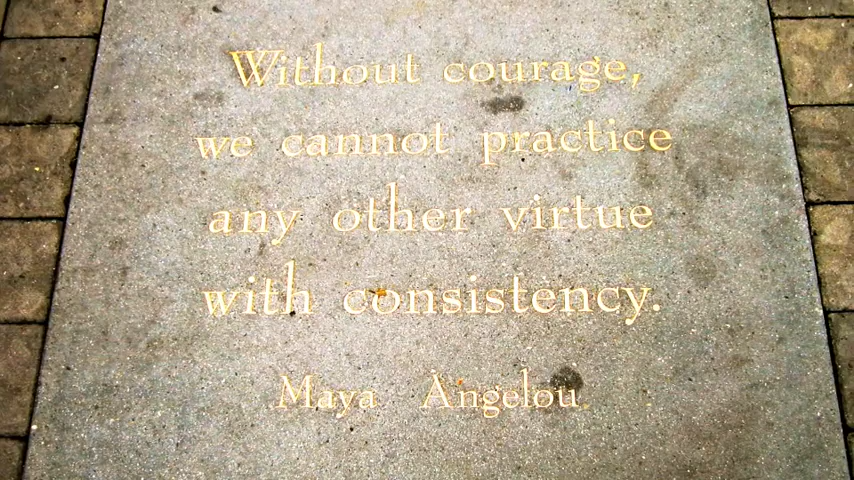 Without courage,
we cannot practice
any other virtue
with consistency.
Maya Angelou